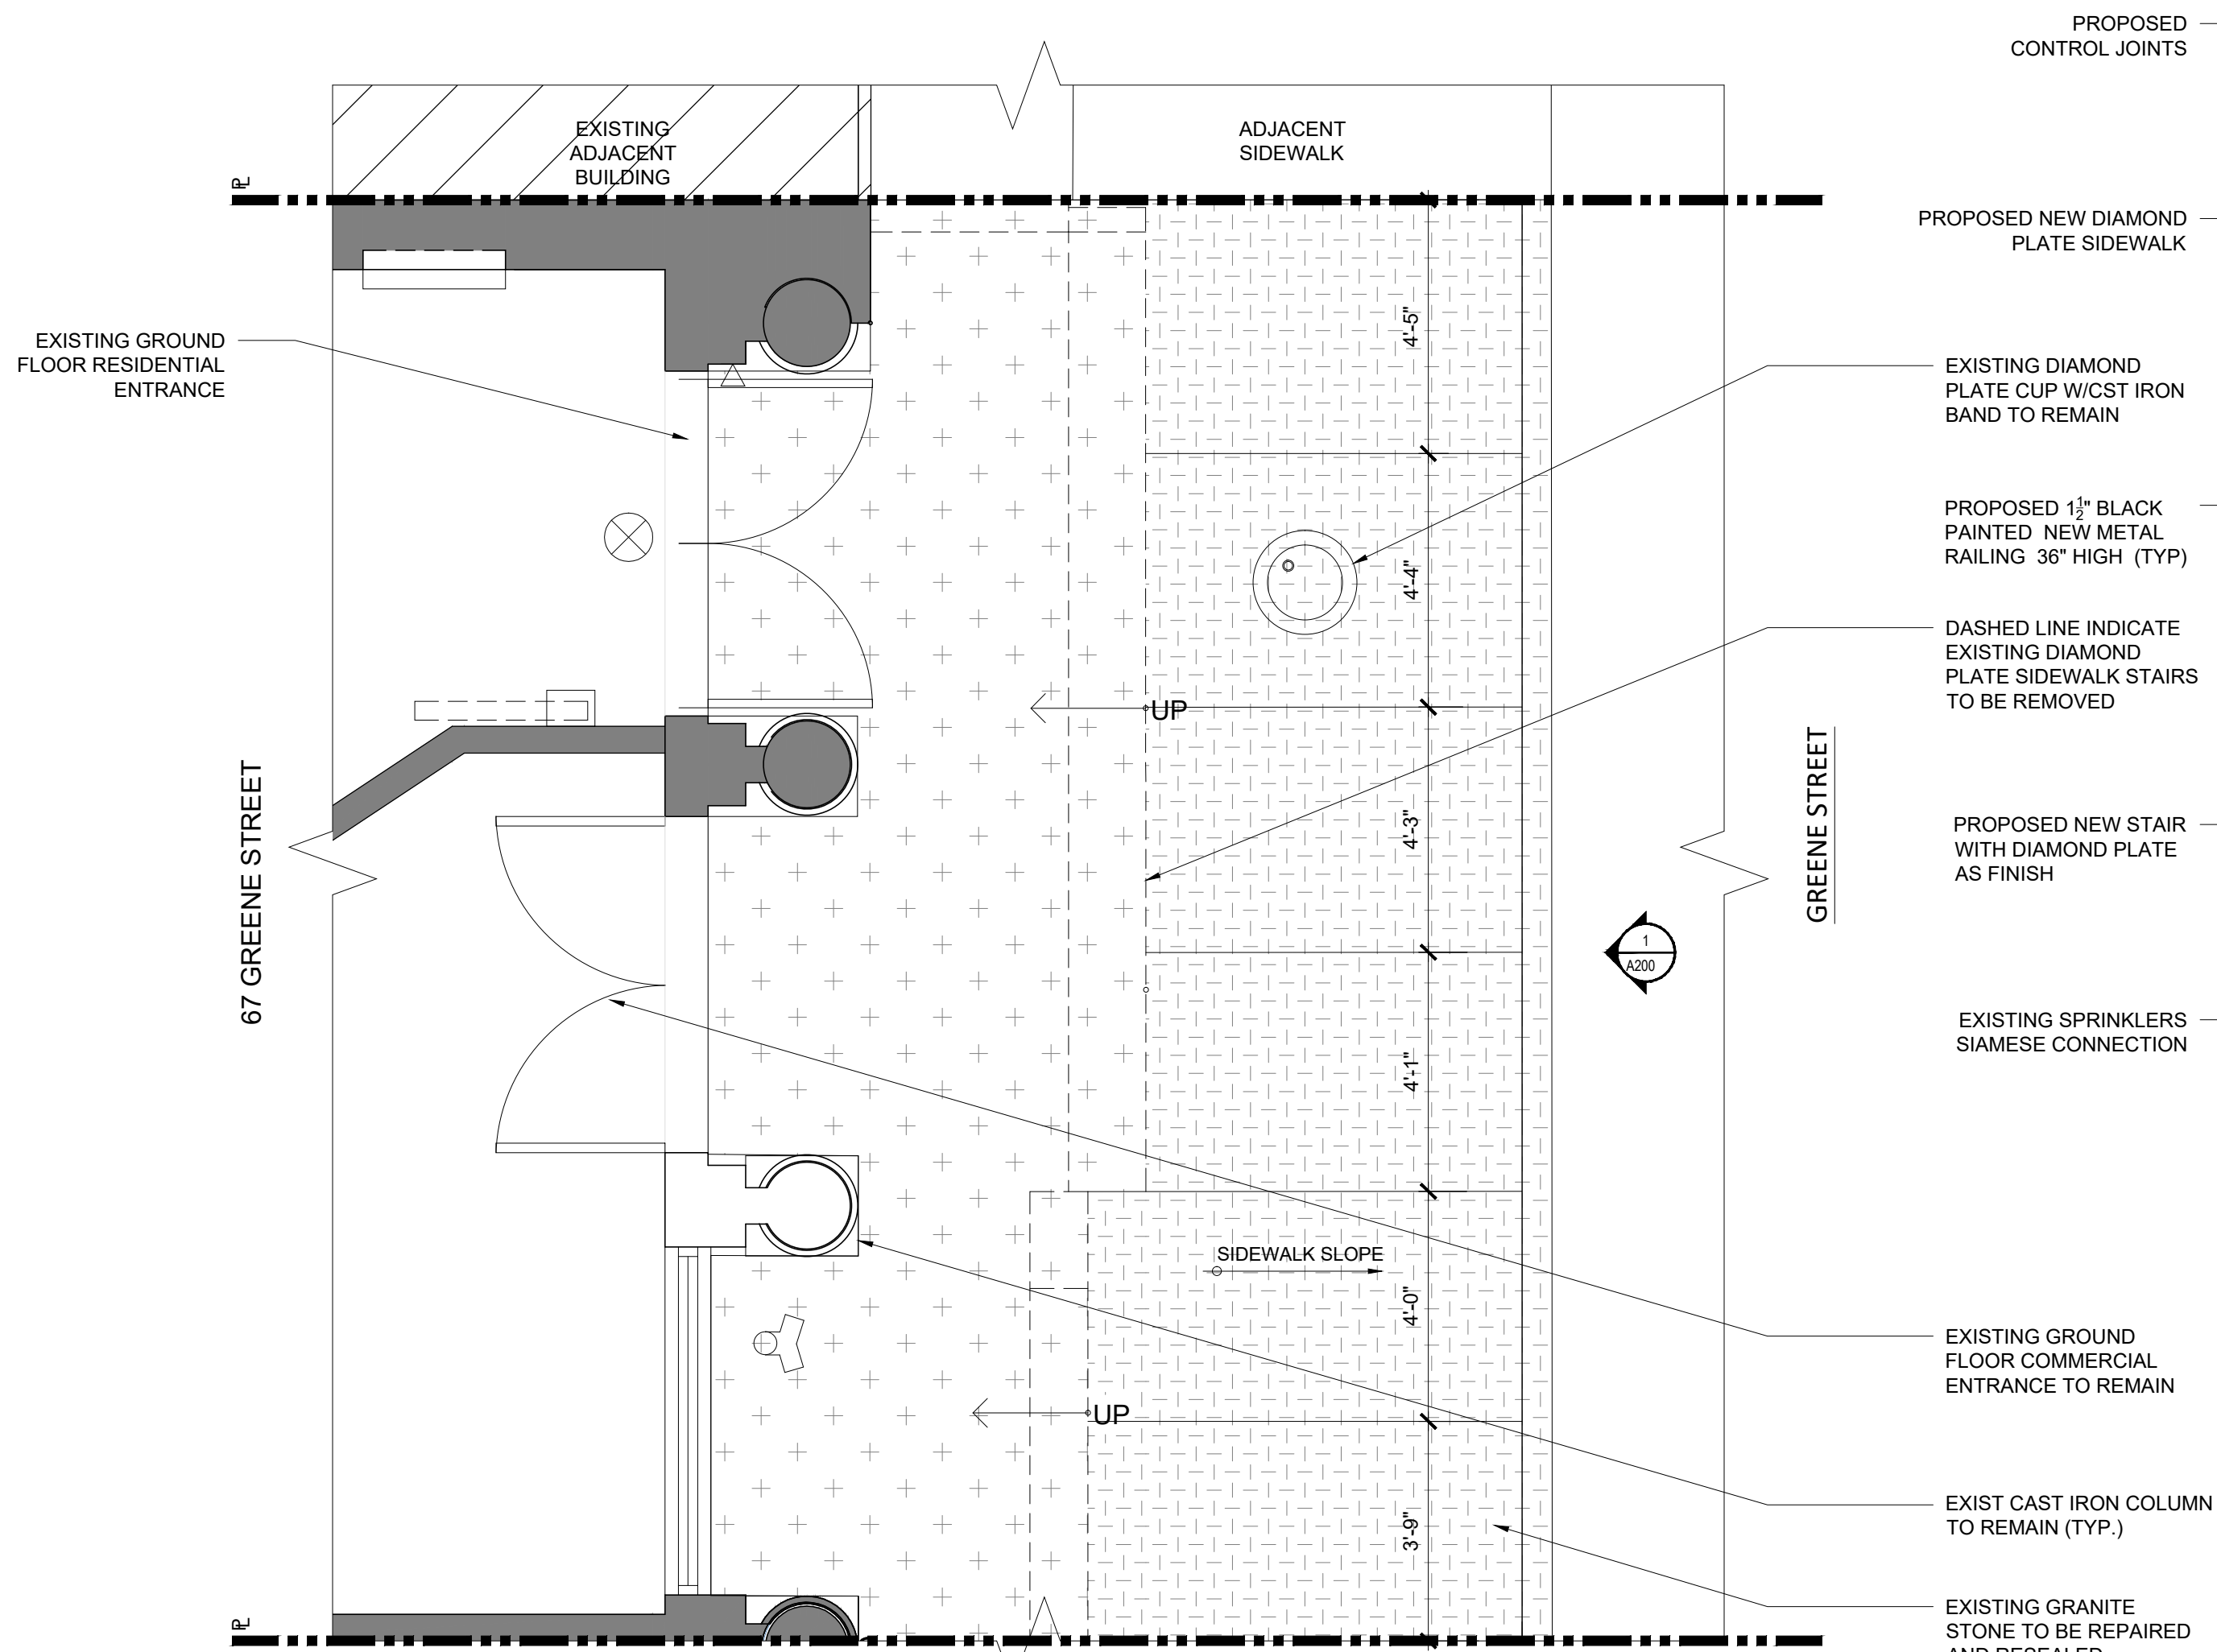 PROPOSED
CONTROL JOINTS
EXISTING
ADJACENT
BUILDING
ADJACENT
SIDEWALK
PL
PROPOSED NEW DIAMOND
PLATE SIDEWALK
EXISTING GROUND
FLOOR RESIDENTIAL
ENTRANCE
4'-5"
EXISTING DIAMOND
PLATE CUP W/CST IRON
BAND TO REMAIN
PROPOSED 1½" BLACK
PAINTED NEW METAL
RAILING 36" HIGH (TYP)
4'-4"
DASHED LINE INDICATE
EXISTING DIAMOND
PLATE SIDEWALK STAIRS
TO BE REMOVED
UP
67 GREENE STREET
4'-3"
GREENE STREET
PROPOSED NEW STAIR
WITH DIAMOND PLATE
AS FINISH
1
A200
EXISTING SPRINKLERS
SIAMESE CONNECTION
4'-1"
SIDEWALK SLOPE
4'-0"
EXISTING GROUND
FLOOR COMMERCIAL
ENTRANCE TO REMAIN
UP
EXIST CAST IRON COLUMN
TO REMAIN (TYP.)
3'-9"
EXISTING GRANITE
STONE TO BE REPAIRED
AND RESEALED
PL